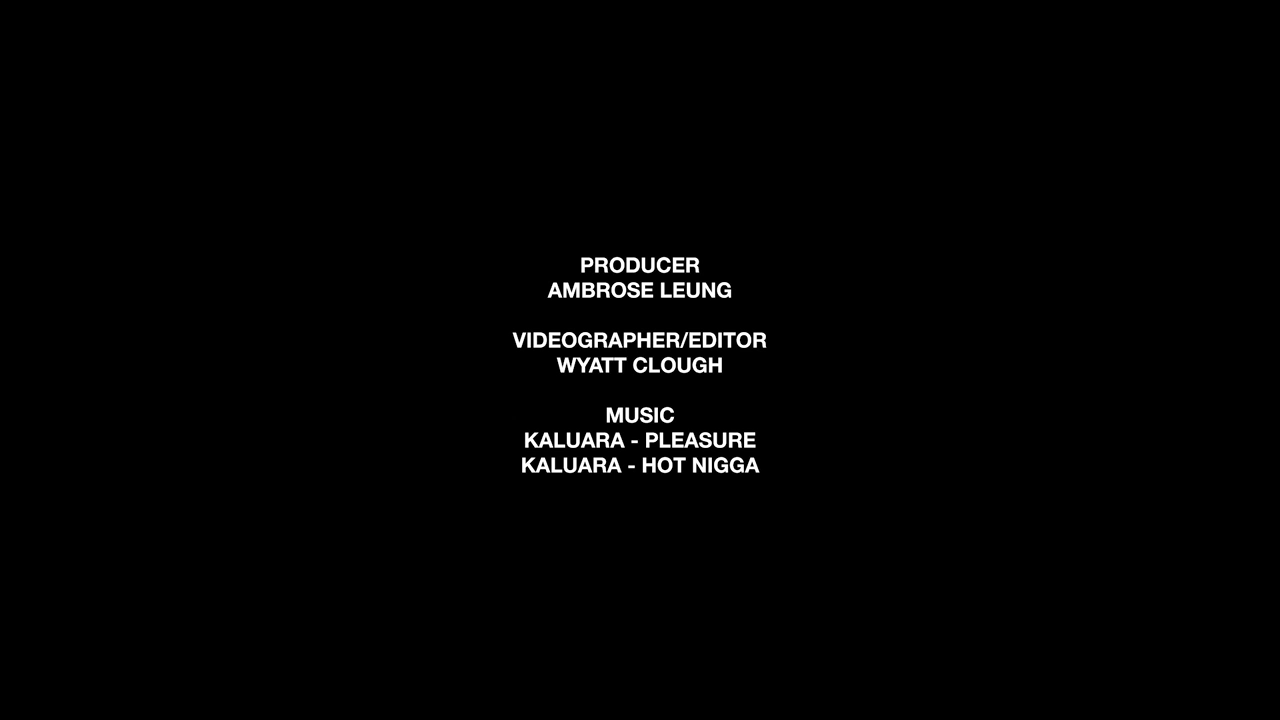 PRODUCER
AMBROSE LEUNG
VIDEOGRAPHER/EDITOR
WYATT CLOUGH
MUSIC
KALUARA - PLEASURE
KALUARA - HOT NIGGA